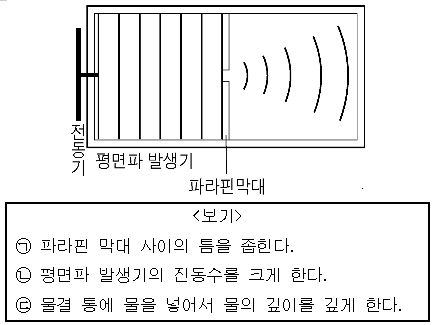 전동기
평면파 발생기
파라핀막대
<보기>
㉠ 파라핀 막대 사이의 틈을 좁힌다.
㉡ 평면파 발생기의 진동수를 크게 한다.
㉢ 물결 통에 물을 넣어서 물의 깊이를 깊게 한다.